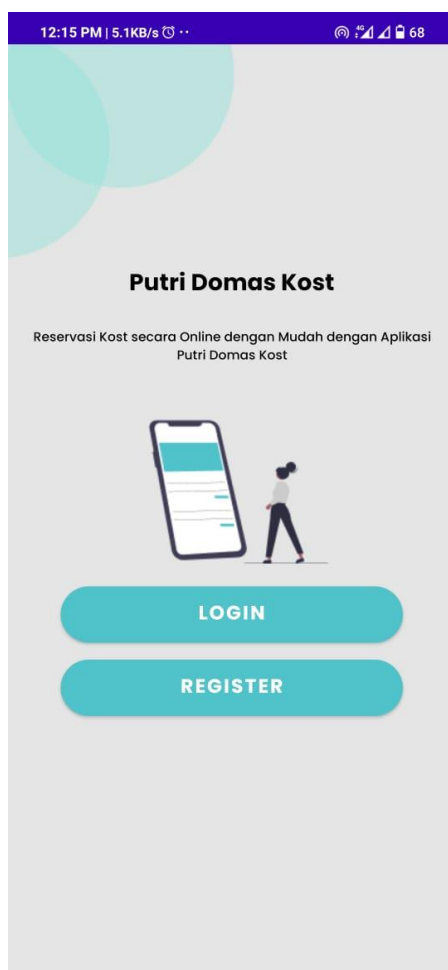 12:15 PM | 5.1KB/s 4G 68
Putri Domas Kost
Reservasi Kost secara Online dengan Mudah dengan Aplikasi
Putri Domas Kost
LOGIN
REGISTER